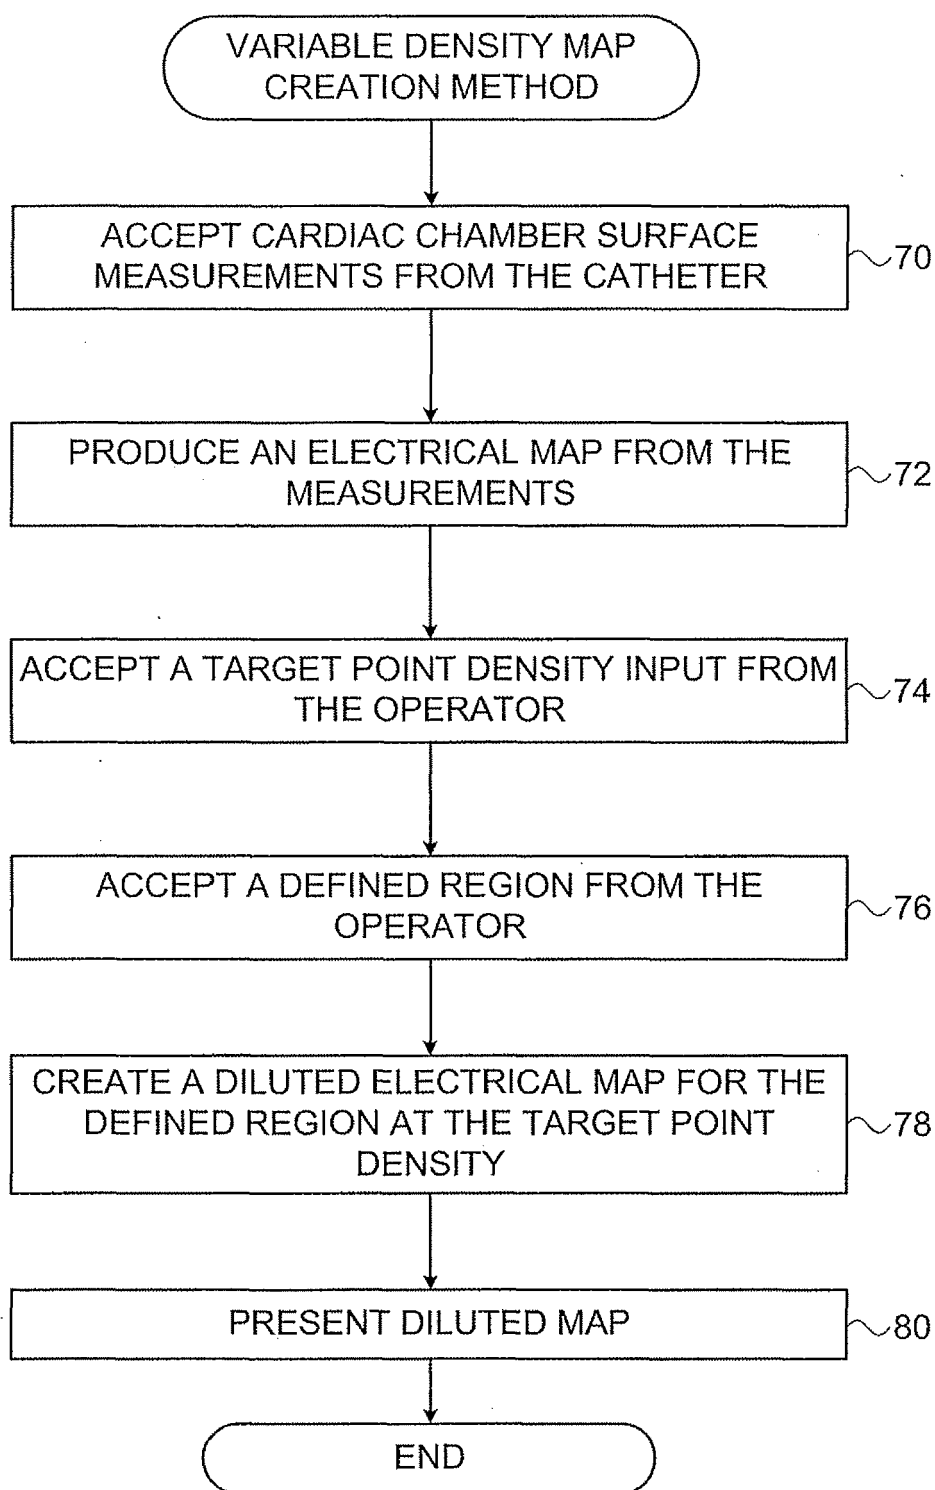 VARIABLE DENSITY MAP
CREATION METHOD
ACCEPT CARDIAC CHAMBER SURFACE
MEASUREMENTS FROM THE CATHETER
70
PRODUCE AN ELECTRICAL MAP FROM THE
MEASUREMENTS
72
ACCEPT A TARGET POINT DENSITY INPUT FROM
THE OPERATOR
74
ACCEPT A DEFINED REGION FROM THE
OPERATOR
76
CREATE A DILUTED ELECTRICAL MAP FOR THE
DEFINED REGION AT THE TARGET POINT
DENSITY
78
PRESENT DILUTED MAP
80
END